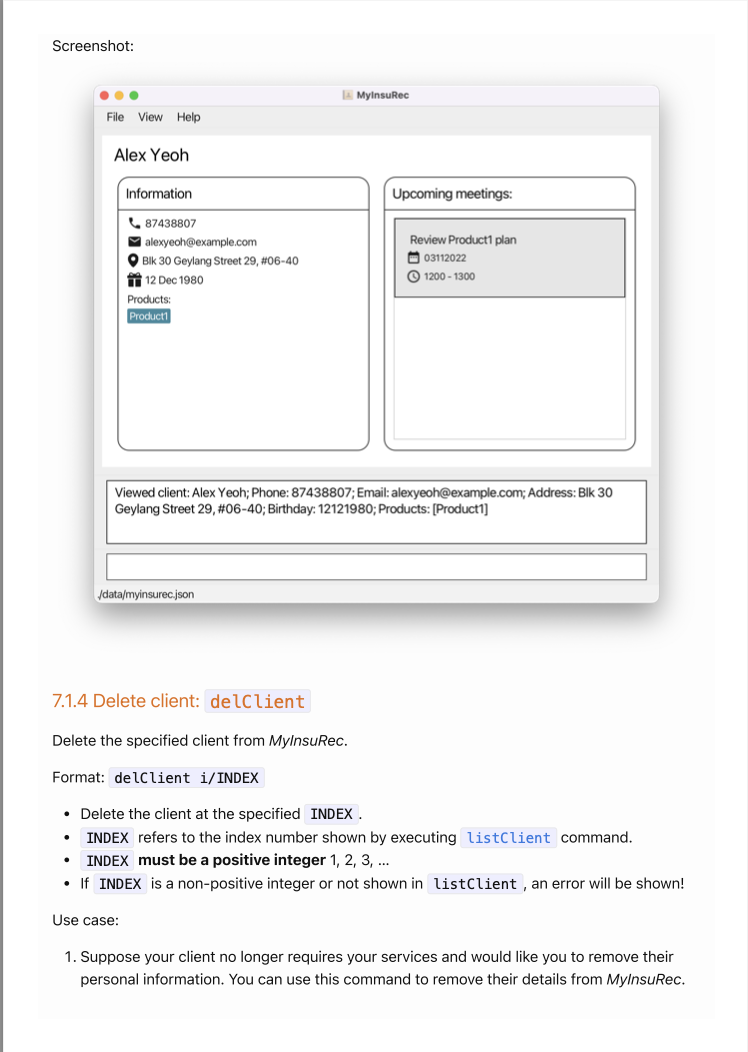 Screenshot:
MyInsuRec
File View Help
Alex Yeoh
Information
87438807
alexyeoh@example.com
Blk 30 Geylang Street 29, #06-40
12 Dec 1980
Products:
Product1
Upcoming meetings:
Review Product1 plan
03112022
1200 - 1300
Viewed client: Alex Yeoh; Phone: 87438807; Email: alexyeoh@example.com; Address: Blk 30
Geylang Street 29, #06-40; Birthday: 12121980; Products: [Product1]
./data/myinsurec.json
7.1.4 Delete client: delClient
Delete the specified client from MyInsuRec.
Format: delClient i/INDEX
• Delete the client at the specified INDEX.
• INDEX refers to the index number shown by executing listClient command.
• INDEX must be a positive integer 1, 2, 3, …
• If INDEX is a non-positive integer or not shown in listClient, an error will be shown!
Use case:
1. Suppose your client no longer requires your services and would like you to remove their
personal information. You can use this command to remove their details from MyInsuRec.